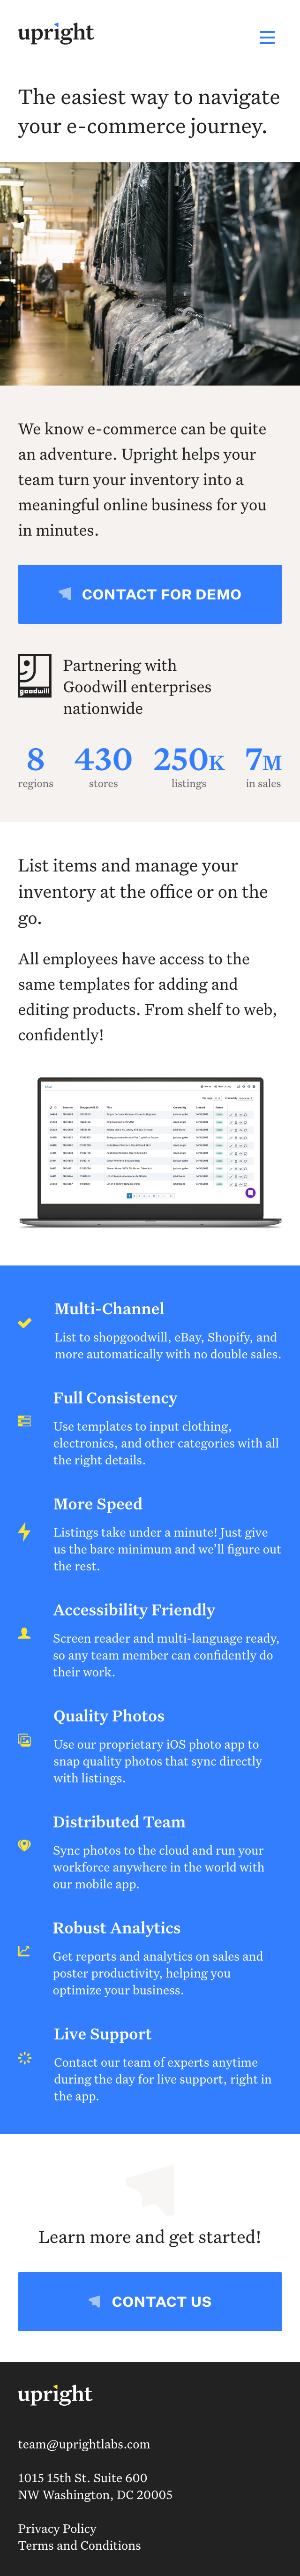 upright
The easiest way to navigate
your e-commerce journey.
We know e-commerce can be quite
an adventure. Upright helps your
team turn your inventory into a
meaningful online business for you
in minutes.
CONTACT FOR DEMO
goodwill
Partnering with
Goodwill enterprises
nationwide
8 430 250K 7M
regions stores listings in sales
List items and manage your
inventory at the office or on the
go.
All employees have access to the
same templates for adding and
editing products. From shelf to web,
confidently!
Multi-Channel
List to shopgoodwill, eBay, Shopify, and
more automatically with no double sales.
Full Consistency
Use templates to input clothing,
electronics, and other categories with all
the right details.
More Speed
Listings take under a minute! Just give
us the bare minimum and we’ll figure out
the rest.
Accessibility Friendly
Screen reader and multi-language ready,
so any team member can confidently do
their work.
Quality Photos
Use our proprietary iOS photo app to
snap quality photos that sync directly
with listings.
Distributed Team
Sync photos to the cloud and run your
workforce anywhere in the world with
our mobile app.
Robust Analytics
Get reports and analytics on sales and
poster productivity, helping you
optimize your business.
Live Support
Contact our team of experts anytime
during the day for live support, right in
the app.
Learn more and get started!
CONTACT US
upright
team@uprightlabs.com
1015 15th St. Suite 600
NW Washington, DC 20005
Privacy Policy
Terms and Conditions